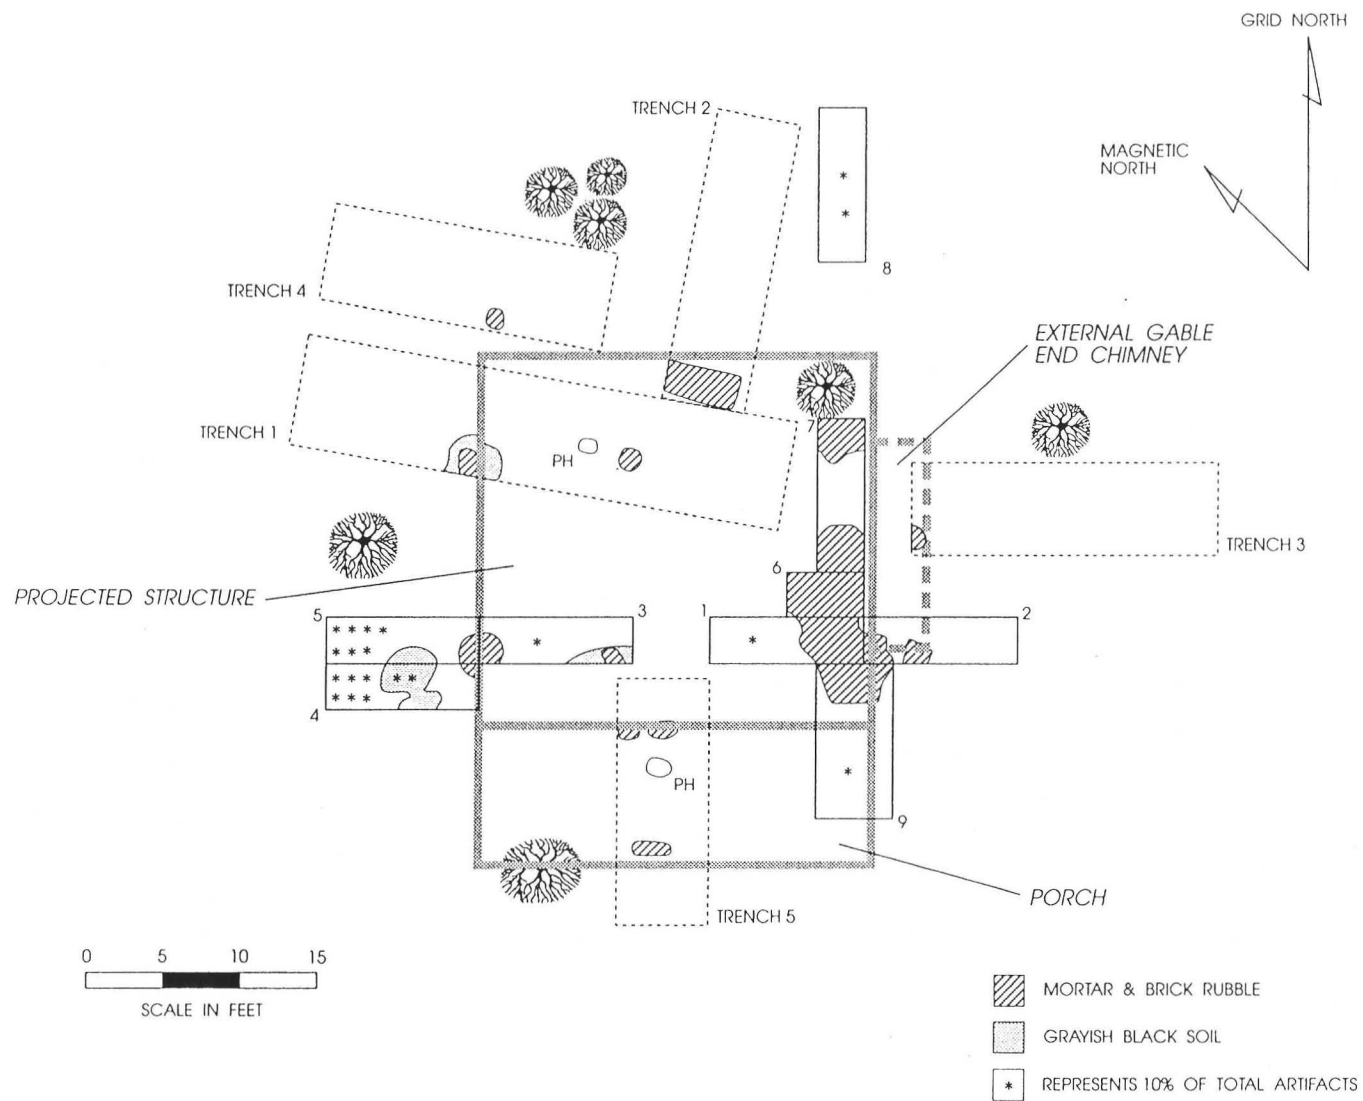 GRID NORTH
TRENCH 2
MAGNETIC
NORTH
8
TRENCH 4
EXTERNAL GABLE
END CHIMNEY
TRENCH 1
7
PH
TRENCH 3
6
PROJECTED STRUCTURE
5
3
1
2
4
PH
9
PORCH
TRENCH 5
0 5 10 15
SCALE IN FEET
MORTAR & BRICK RUBBLE
GRAYISH BLACK SOIL
* REPRESENTS 10% OF TOTAL ARTIFACTS